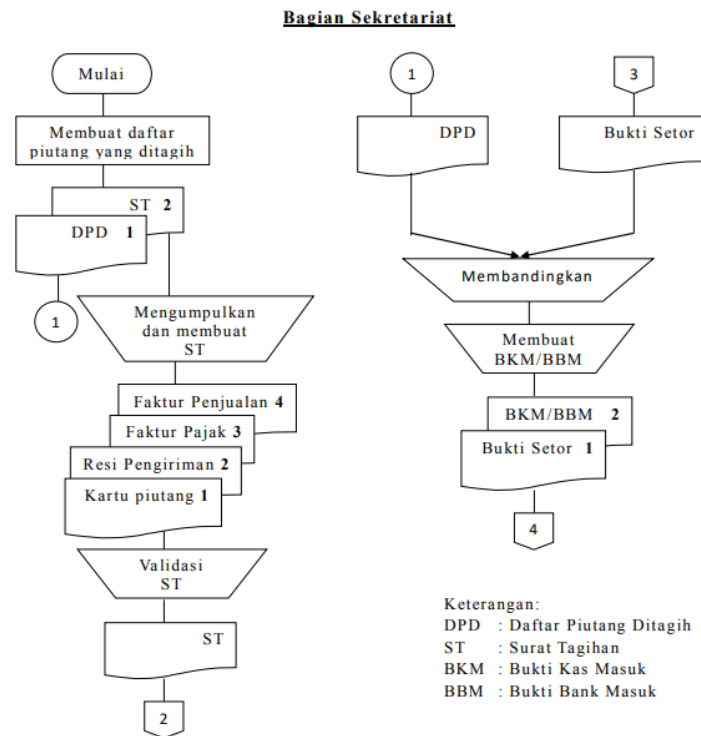 Bagian Sekretariat
Mulai
Membuat daftar
piutang yang ditagih
ST 2
DPD 1
1
Mengumpulkan
dan membuat
ST
Faktur Penjualan 4
Faktur Pajak 3
Resi Pengiriman 2
Kartu piutang 1
Validasi
ST
ST
2
1
3
DPD
Bukti Setor
Membandingkan
Membuat
BKM/BBM
BKM/BBM 2
Bukti Setor 1
4
Keterangan:
DPD : Daftar Piutang Ditagih
ST : Surat Tagihan
BKM : Bukti Kas Masuk
BBM : Bukti Bank Masuk